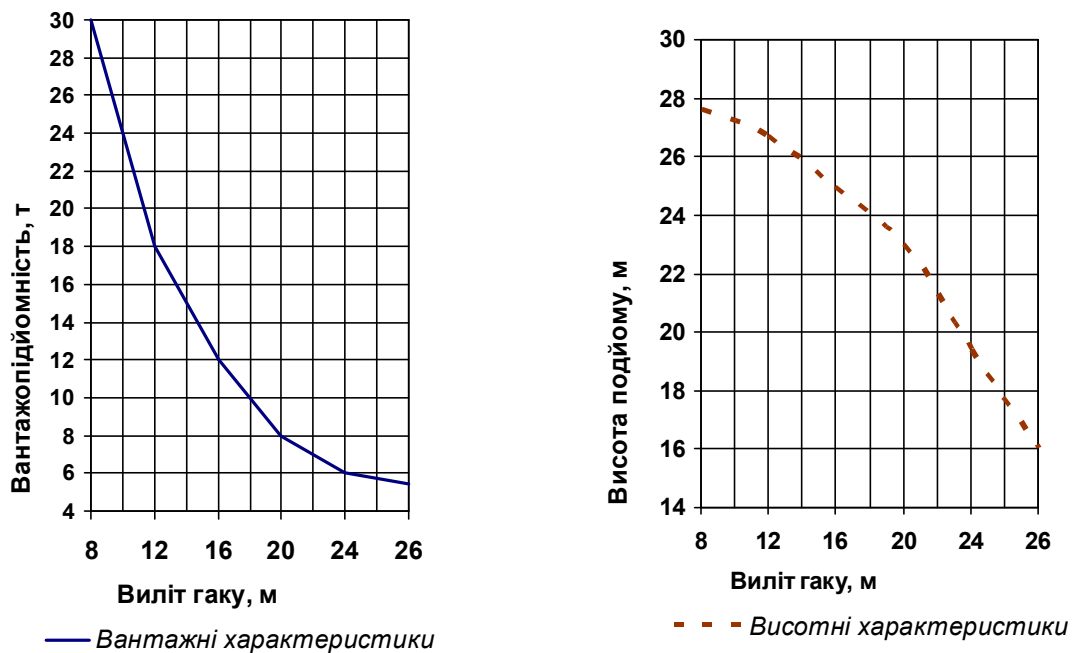 30
28
26
24
22
20
18
16
14
12
10
8
6
4
Вантажопідйомність, т
8 12 16 20 24 26
Виліт гаку, м
Вантажні характеристики
30
28
26
24
22
20
18
16
14
Висота подйому, м
8 12 16 20 24 26
Виліт гаку, м
Висотні характеристики